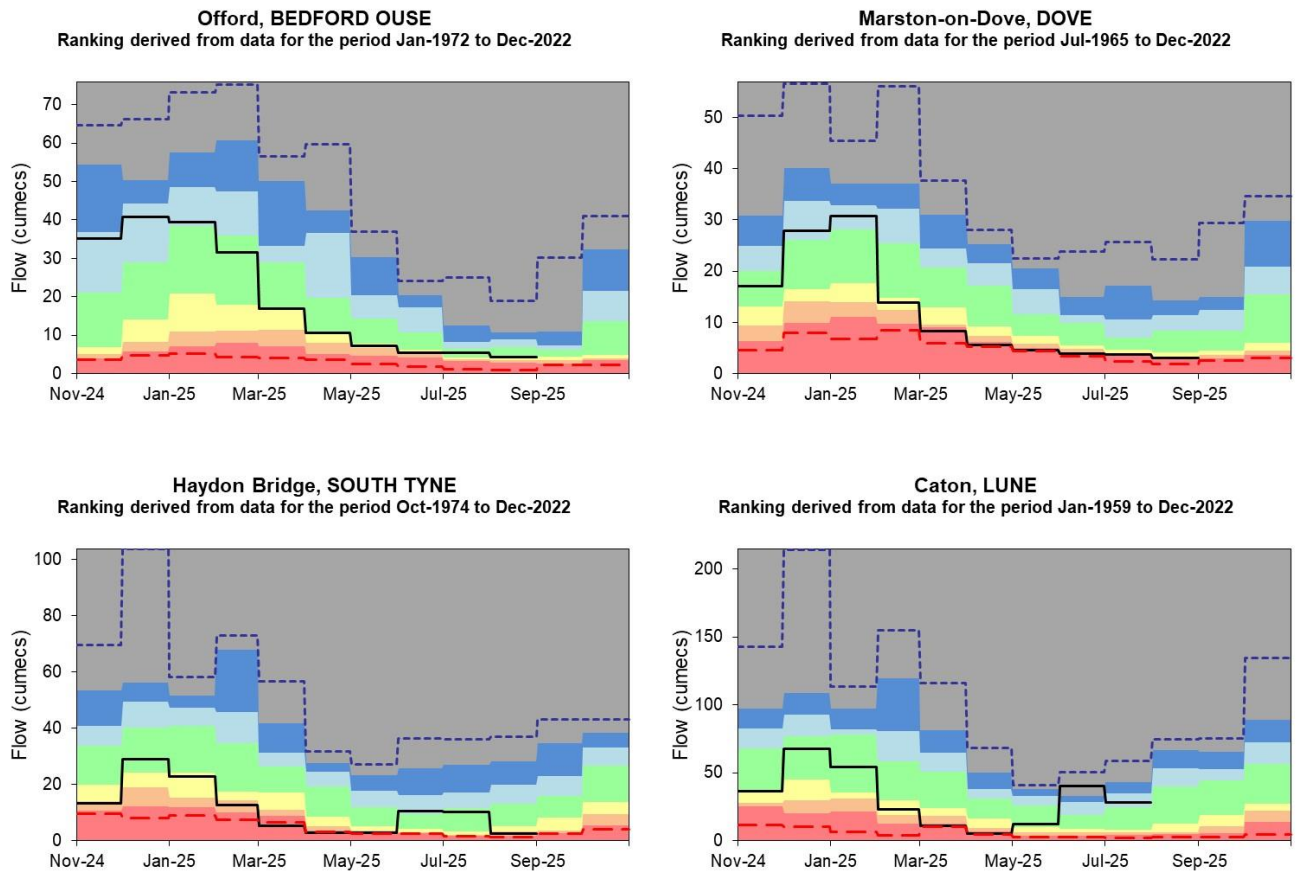 Offord, BEDFORD OUSE
Ranking derived from data for the period Jan-1972 to Dec-2022
Flow (cumecs)
70
60
50
40
30
20
10
0
Nov-24 Jan-25 Mar-25 May-25 Jul-25 Sep-25
Marston-on-Dove, DOVE
Ranking derived from data for the period Jul-1965 to Dec-2022
Flow (cumecs)
50
40
30
20
10
0
Nov-24 Jan-25 Mar-25 May-25 Jul-25 Sep-25
Haydon Bridge, SOUTH TYNE
Ranking derived from data for the period Oct-1974 to Dec-2022
Flow (cumecs)
100
80
60
40
20
0
Nov-24 Jan-25 Mar-25 May-25 Jul-25 Sep-25
Caton, LUNE
Ranking derived from data for the period Jan-1959 to Dec-2022
Flow (cumecs)
200
150
100
50
0
Nov-24 Jan-25 Mar-25 May-25 Jul-25 Sep-25